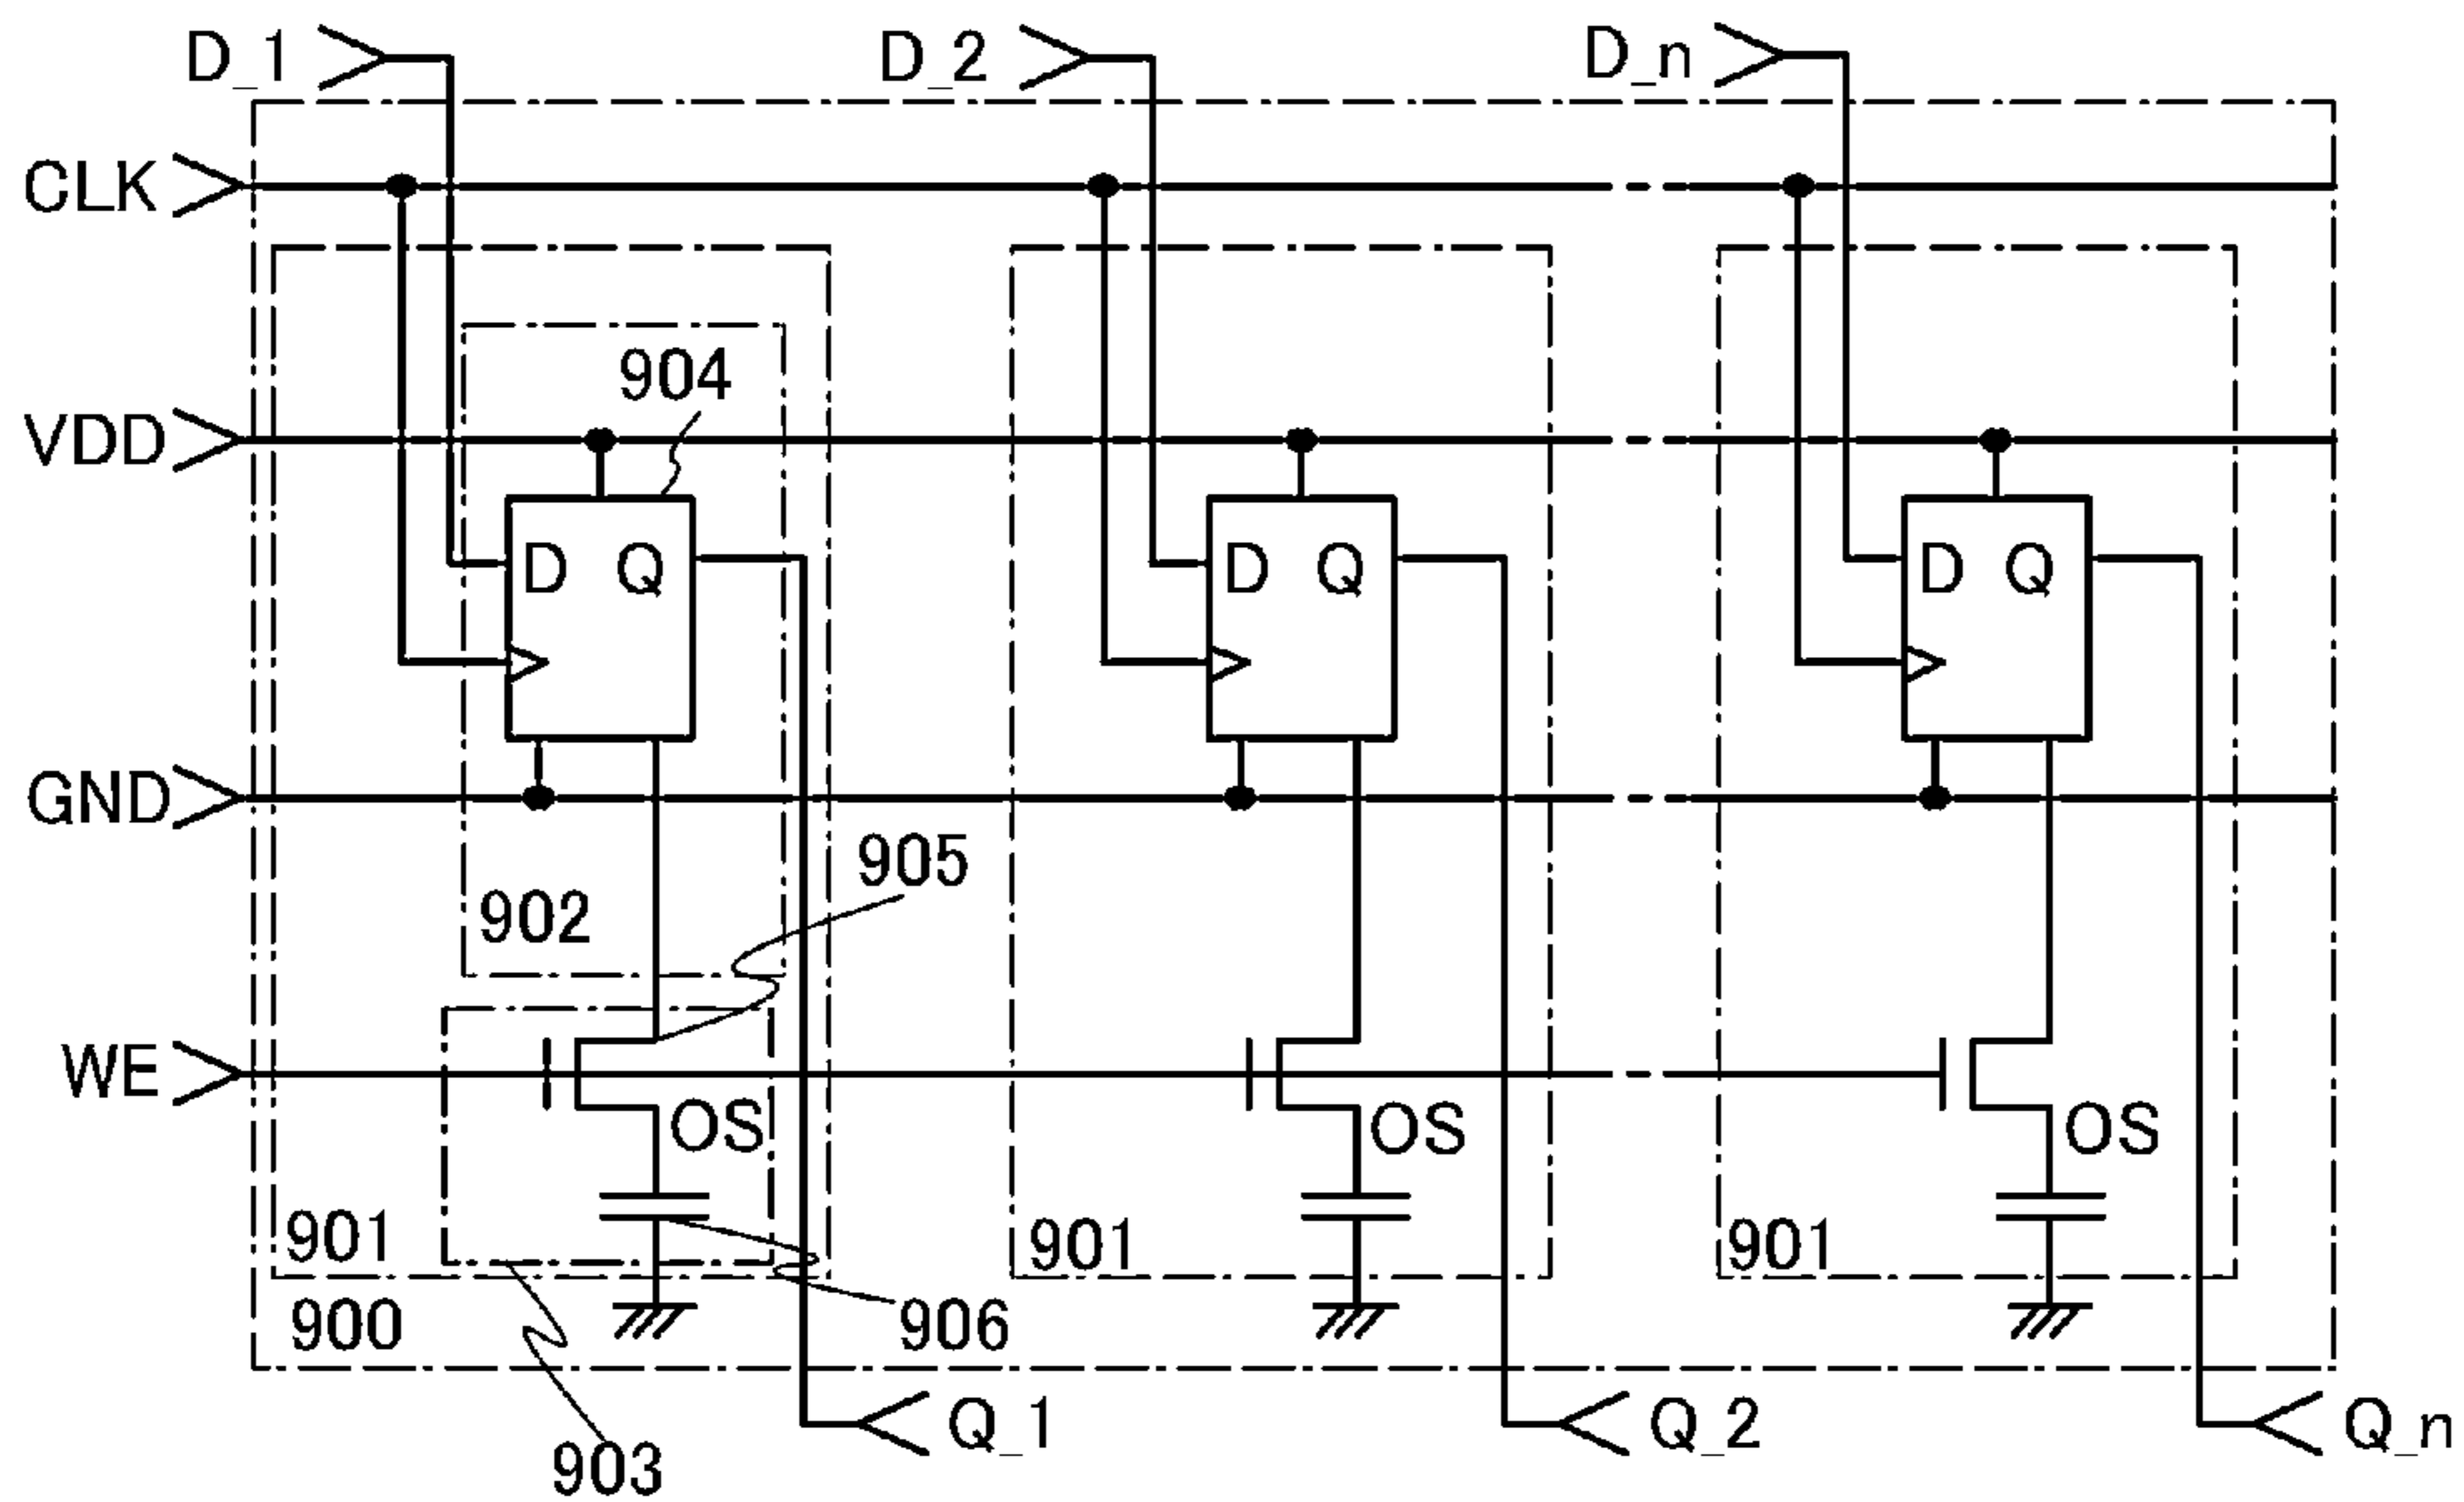 D_1 D_2 D_n
CLK
904
VDD
D Q D Q D Q
GND
905
902
WE
OS OS OS
901 901 901
900 906
Q_1 Q_2 Q_n
903